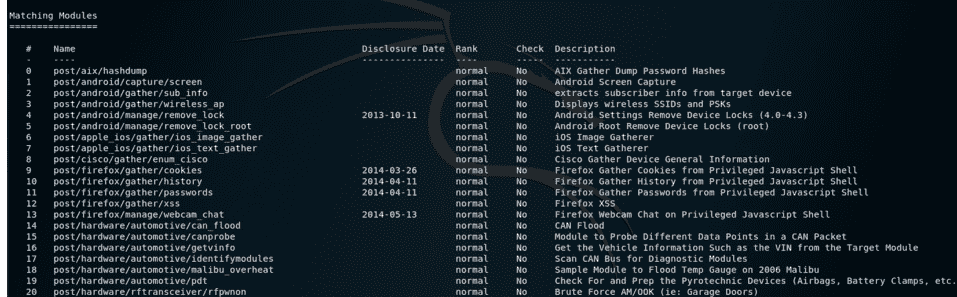 Matching Modules
================
# Name Disclosure Date Rank Check Description
- ---- --------------- ---- ----- -----------
0 post/aix/hashdump normal No AIX Gather Dump Password Hashes
1 post/android/capture/screen normal No Android Screen Capture
2 post/android/gather/sub_info normal No extracts subscriber info from target device
3 post/android/gather/wireless_ap normal No Displays wireless SSIDs and PSKs
4 post/android/manage/remove_lock 2013-10-11 normal No Android Settings Remove Device Locks (4.0-4.3)
5 post/android/manage/remove_lock_root normal No Android Root Remove Device Locks (root)
6 post/apple_ios/gather/ios_image_gather normal No iOS Image Gatherer
7 post/apple_ios/gather/ios_text_gather normal No iOS Text Gatherer
8 post/cisco/gather/enum_cisco normal No Cisco Gather Device General Information
9 post/firefox/gather/cookies 2014-03-26 normal No Firefox Gather Cookies from Privileged Javascript Shell
10 post/firefox/gather/history 2014-04-11 normal No Firefox Gather History from Privileged Javascript Shell
11 post/firefox/gather/passwords 2014-04-11 normal No Firefox Gather Passwords from Privileged Javascript Shell
12 post/firefox/gather/xss normal No Firefox XSS
13 post/firefox/manage/webcam_chat 2014-05-13 normal No Firefox Webcam Chat on Privileged Javascript Shell
14 post/hardware/automotive/can_flood normal No CAN Flood
15 post/hardware/automotive/canprobe normal No Module to Probe Different Data Points in a CAN Packet
16 post/hardware/automotive/getvinfo normal No Get the Vehicle Information Such as the VIN from the Target Module
17 post/hardware/automotive/identifymodules normal No Scan CAN Bus for Diagnostic Modules
18 post/hardware/automotive/malibu_overheat normal No Sample Module to Flood Temp Gauge on 2006 Malibu
19 post/hardware/automotive/pdt normal No Check For and Prep the Pyrotechnic Devices (Airbags, Battery Clamps, etc.
20 post/hardware/rftransceiver/rfpwnon normal No Brute Force AM/OOK (ie: Garage Doors)